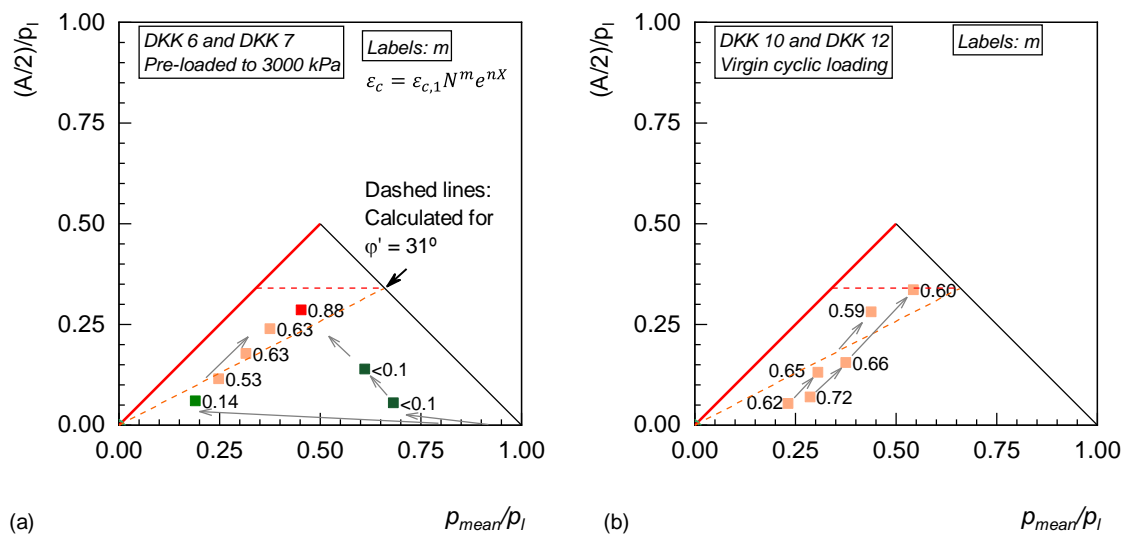 (A/2)/pl
1.00
0.75
0.50
0.25
0.00
DKK 6 and DKK 7
Pre-loaded to 3000 kPa
Labels: m
εc = εc,1NmenX
Dashed lines:
Calculated for
φ' = 31º
0.88
0.63
0.63
0.53
0.14
<0.1
<0.1
0.00 0.25 0.50 0.75 1.00
(a)
pmean/pl
(A/2)/pl
1.00
0.75
0.50
0.25
0.00
DKK 10 and DKK 12
Virgin cyclic loading
Labels: m
0.60
0.59
0.66
0.65
0.72
0.62
0.00 0.25 0.50 0.75 1.00
(b)
pmean/pl